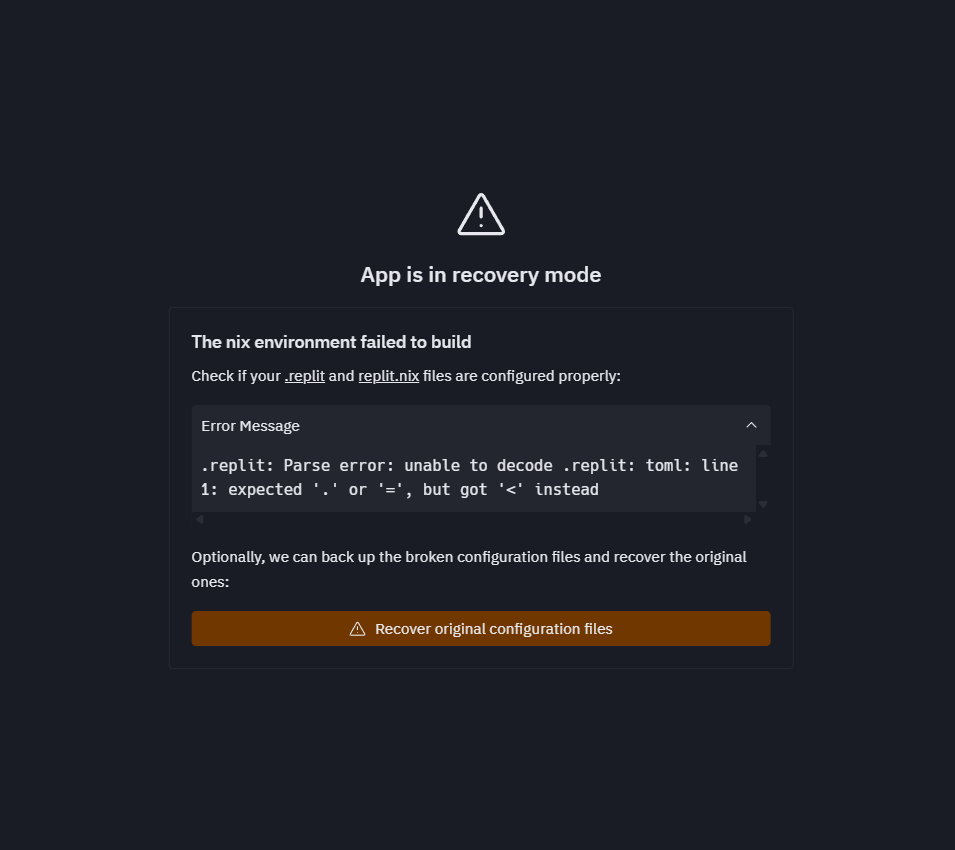 App is in recovery mode
The nix environment failed to build
Check if your .replit and replit.nix files are configured properly:
Error Message
.replit: Parse error: unable to decode .replit: toml: line
1: expected '.' or '=', but got '<' instead
Optionally, we can back up the broken configuration files and recover the original
ones:
Recover original configuration files